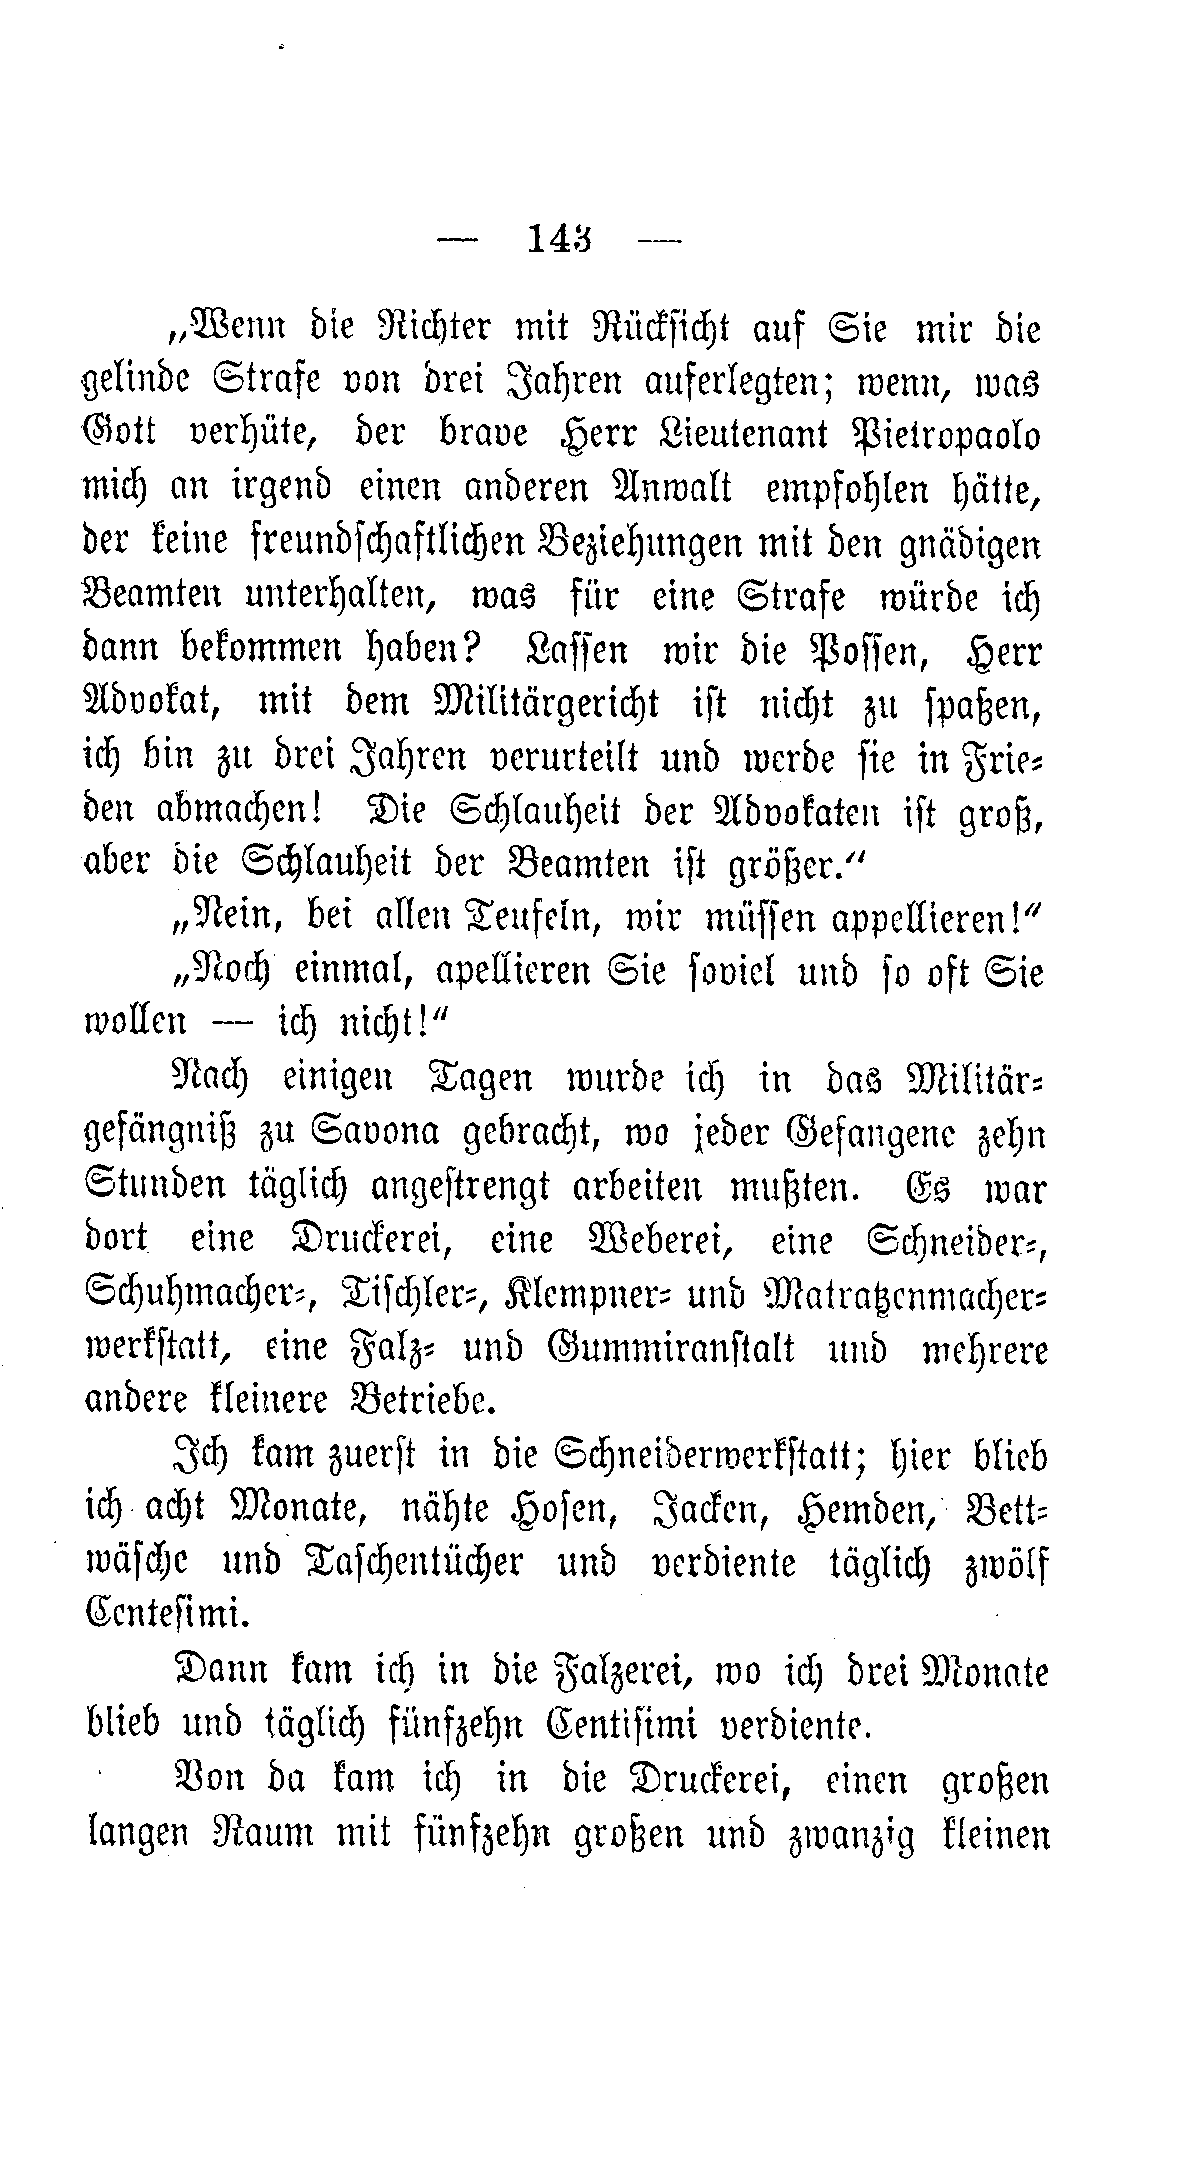 — 143 —
„Wenn die Richter mit Rücksicht auf Sie mir die
gelinde Strafe von drei Jahren auferlegten; wenn, was
Gott verhüte, der brave Herr Lieutenant Pietropaolo
mich an irgend einen anderen Anwalt empfohlen hätte,
der keine freundschaftlichen Beziehungen mit den gnädigen
Beamten unterhalten, was für eine Strafe würde ich
dann bekommen haben? Lassen wir die Possen, Herr
Advokat, mit dem Militärgericht ist nicht zu spaßen,
ich bin zu drei Jahren verurteilt und werde sie in Frie-
den abmachen! Die Schlauheit der Advokaten ist groß,
aber die Schlauheit der Beamten ist größer.“
„Nein, bei allen Teufeln, wir müssen appellieren!“
„Noch einmal, apellieren Sie soviel und so oft Sie
wollen — ich nicht!“
Nach einigen Tagen wurde ich in das Militär-
gefängniß zu Savona gebracht, wo jeder Gefangene zehn
Stunden täglich angestrengt arbeiten mußten. Es war
dort eine Druckerei, eine Weberei, eine Schneider-,
Schuhmacher-, Tischler-, Klempner- und Matratzenmacher-
werkstatt, eine Falz- und Gummiranstalt und mehrere
andere kleinere Betriebe.
Ich kam zuerst in die Schneiderwerkstatt; hier blieb
ich acht Monate, nähte Hosen, Jacken, Hemden, Bett-
wäsche und Taschentücher und verdiente täglich zwölf
Centesimi.
Dann kam ich in die Falzerei, wo ich drei Monate
blieb und täglich fünfzehn Centisimi verdiente.
Von da kam ich in die Druckerei, einen großen
langen Raum mit fünfzehn großen und zwanzig kleinen